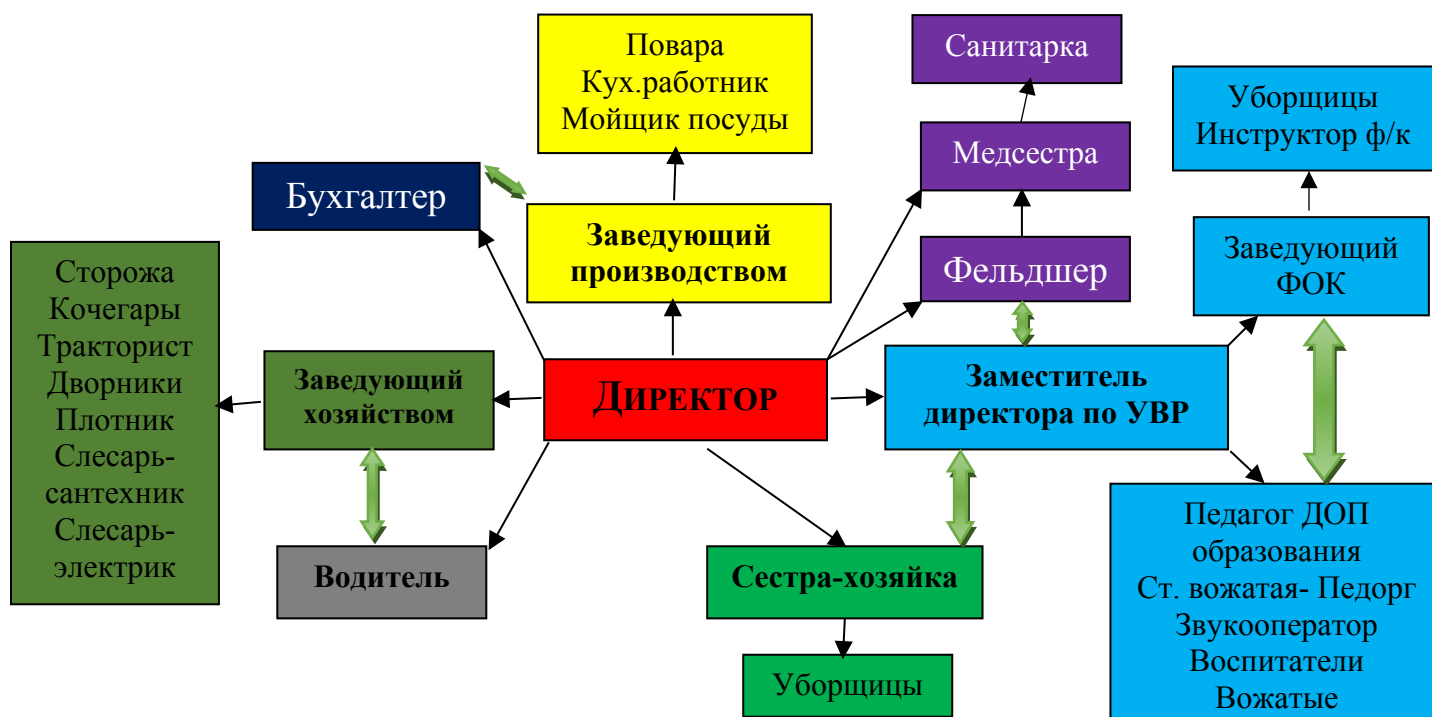 Повара
Кух.работник
Мойщик посуды
Санитарка
Уборщицы
Инструктор ф/к
Медсестра
Бухгалтер
Заведующий
производством
Фельдшер
Заведующий
ФОК
Сторожа
Кочегары
Тракторист
Дворники
Плотник
Слесарь-
сантехник
Слесарь-
электрик
Заведующий
хозяйством
ДИРЕКТОР
Заместитель
директора по УВР
Водитель
Сестра-хозяйка
Уборщицы
Педагог ДОП
образования
Ст. вожатая- Педорг
Звукооператор
Воспитатели
Вожатые